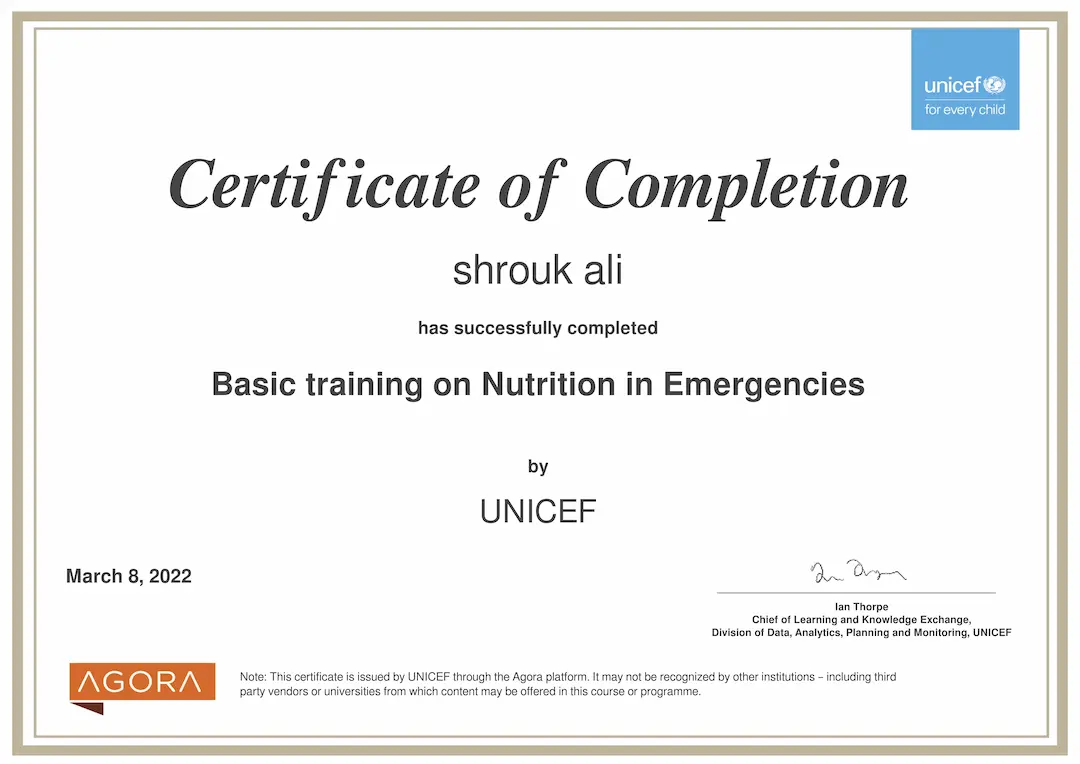 unicef
for every child
Certificate of Completion
shrouk ali
has successfully completed
Basic training on Nutrition in Emergencies
by
UNICEF
March 8, 2022
Ian Thorpe
Chief of Learning and Knowledge Exchange,
Division of Data, Analytics, Planning and Monitoring, UNICEF
AGORA
Note: This certificate is issued by UNICEF through the Agora platform. It may not be recognized by other institutions – including third
party vendors or universities from which content may be offered in this course or programme.